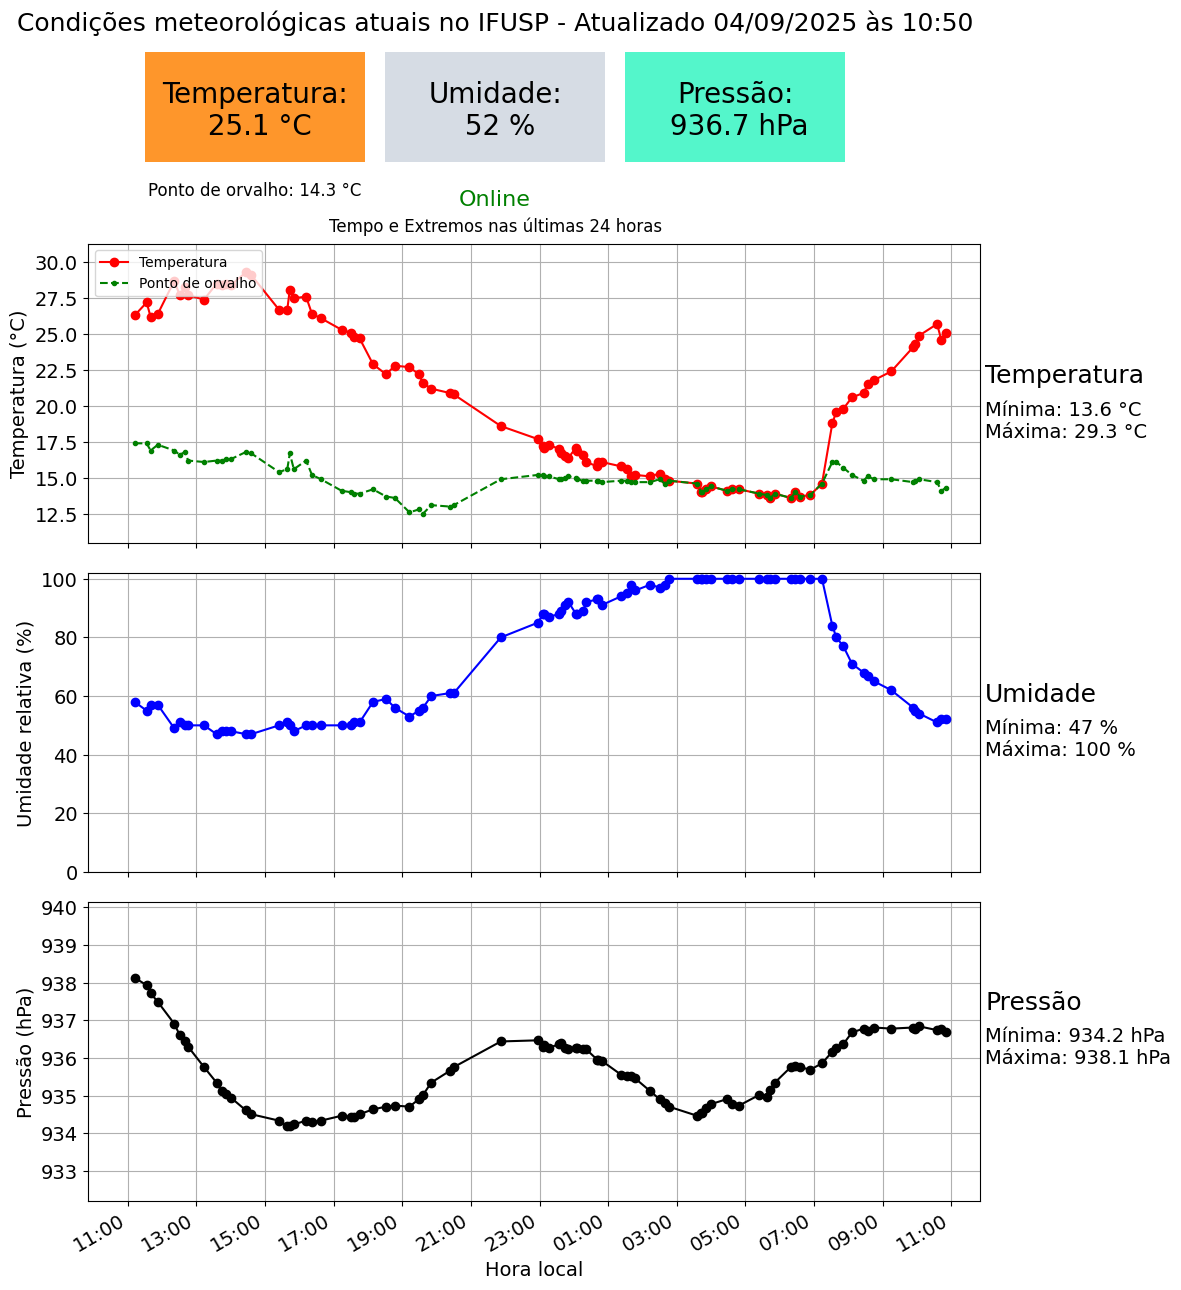 Condições meteorológicas atuais no IFUSP - Atualizado 04/09/2025 às 10:50
Temperatura:
25.1 °C
Umidade:
52 %
Pressão:
936.7 hPa
Ponto de orvalho: 14.3 °C
Online
Tempo e Extremos nas últimas 24 horas
Temperatura
Ponto de orvalho
Temperatura (°C)
30.0
27.5
25.0
22.5
20.0
17.5
15.0
12.5
Temperatura
Mínima: 13.6 °C
Máxima: 29.3 °C
Umidade relativa (%)
100
80
60
40
20
0
Umidade
Mínima: 47 %
Máxima: 100 %
Pressão (hPa)
940
939
938
937
936
935
934
933
Pressão
Mínima: 934.2 hPa
Máxima: 938.1 hPa
11:00 13:00 15:00 17:00 19:00 21:00 23:00 01:00 03:00 05:00 07:00 09:00 11:00
Hora local